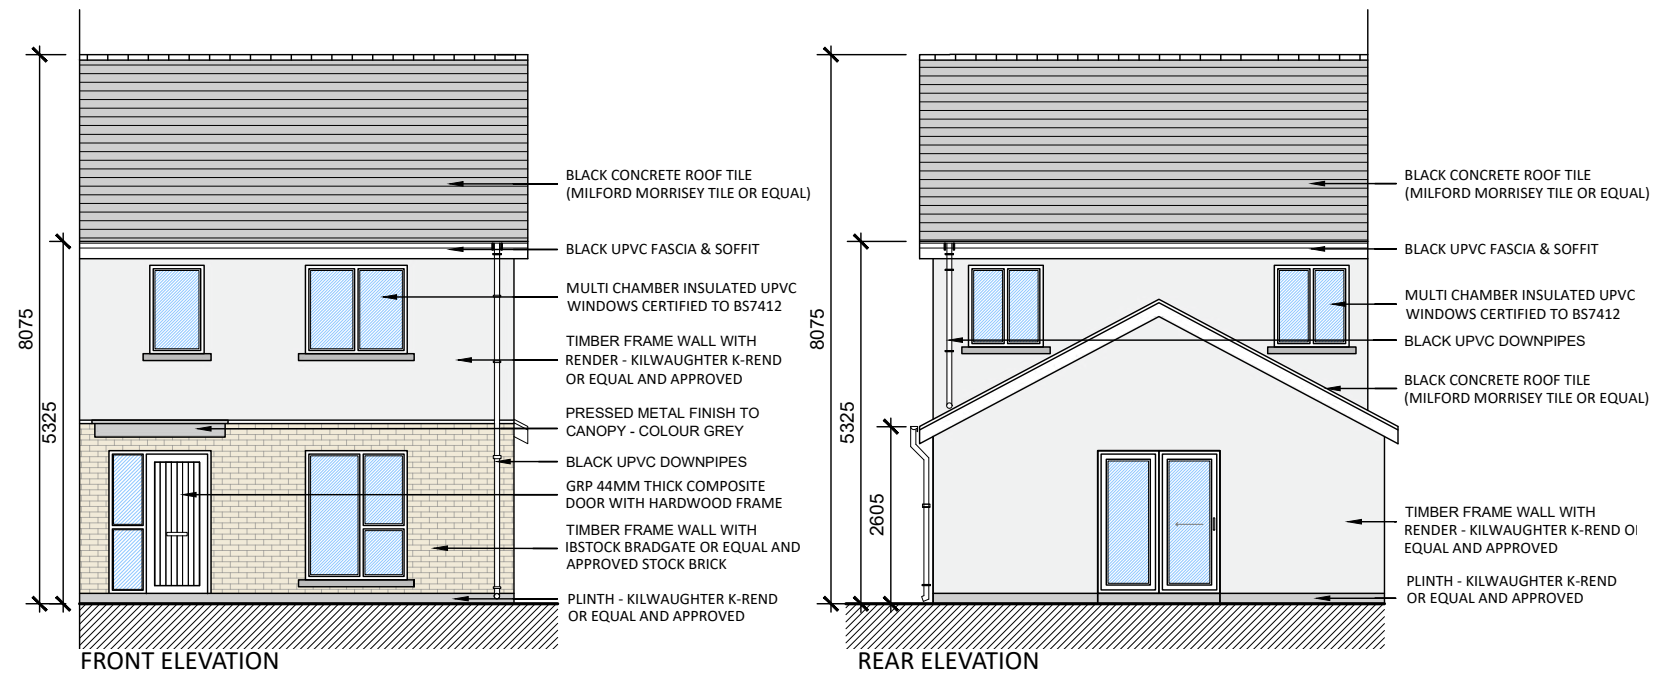 8075
5325
BLACK CONCRETE ROOF TILE
(MILFORD MORRISEY TILE OR EQUAL)
BLACK UPVC FASCIA & SOFFIT
MULTI CHAMBER INSULATED UPVC
WINDOWS CERTIFIED TO BS7412
TIMBER FRAME WALL WITH
RENDER - KILWAUGHTER K-REND
OR EQUAL AND APPROVED
PRESSED METAL FINISH TO
CANOPY - COLOUR GREY
BLACK UPVC DOWNPIPES
GRP 44MM THICK COMPOSITE
DOOR WITH HARDWOOD FRAME
TIMBER FRAME WALL WITH
IBSTOCK BRADGATE OR EQUAL AND
APPROVED STOCK BRICK
PLINTH - KILWAUGHTER K-REND
OR EQUAL AND APPROVED
FRONT ELEVATION
8075
5325
2605
BLACK CONCRETE ROOF TILE
(MILFORD MORRISEY TILE OR EQUAL)
BLACK UPVC FASCIA & SOFFIT
MULTI CHAMBER INSULATED UPVC
WINDOWS CERTIFIED TO BS7412
BLACK UPVC DOWNPIPES
BLACK CONCRETE ROOF TILE
(MILFORD MORRISEY TILE OR EQUAL)
TIMBER FRAME WALL WITH
RENDER - KILWAUGHTER K-REND
EQUAL AND APPROVED
PLINTH - KILWAUGHTER K-REND
OR EQUAL AND APPROVED
REAR ELEVATION